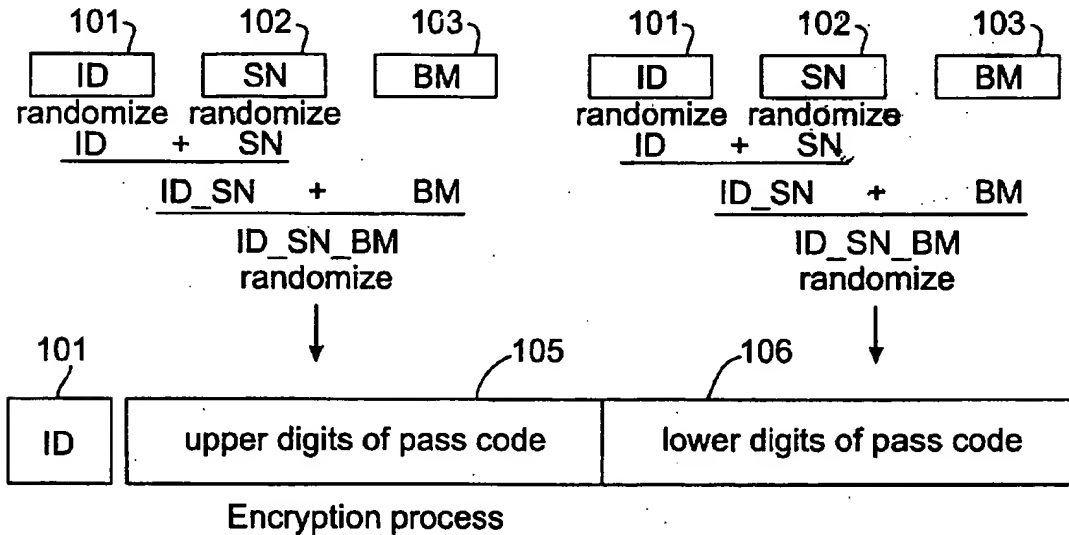 101 102 103 101 102 103
ID SN BM ID SN BM
randomize randomize randomize randomize
ID + SN ID + SN
ID_SN + BM ID_SN + BM
ID_SN_BM ID_SN_BM
randomize randomize
101 105 106
ID upper digits of pass code lower digits of pass code
Encryption process